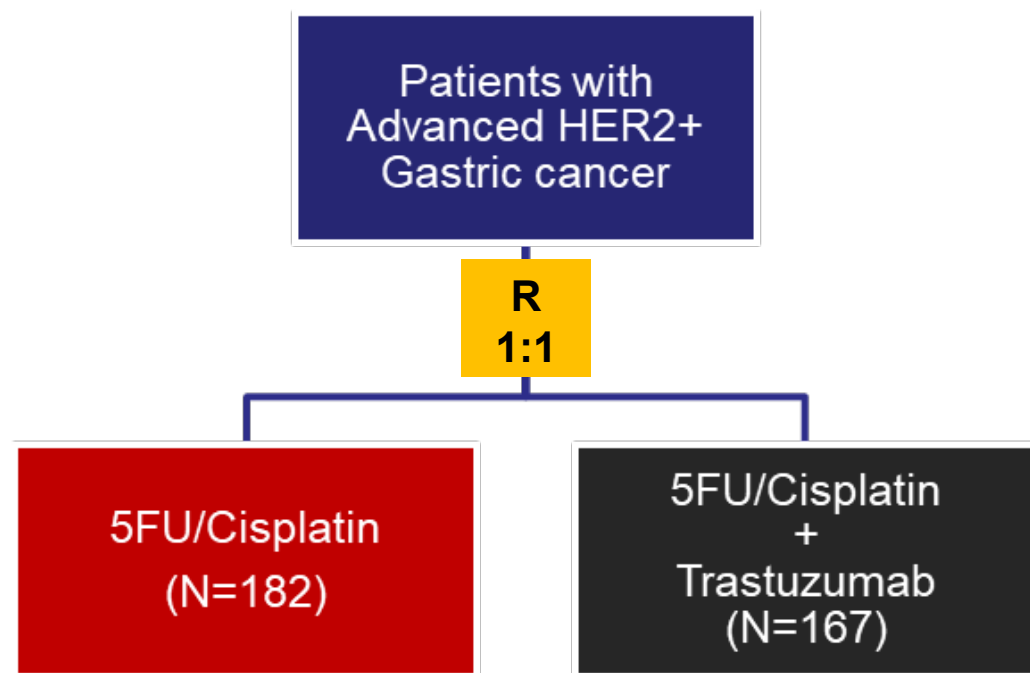 Patients with
Advanced HER2+
Gastric cancer
R
1:1
5FU/Cisplatin
(N=182)
5FU/Cisplatin
+
Trastuzumab
(N=167)